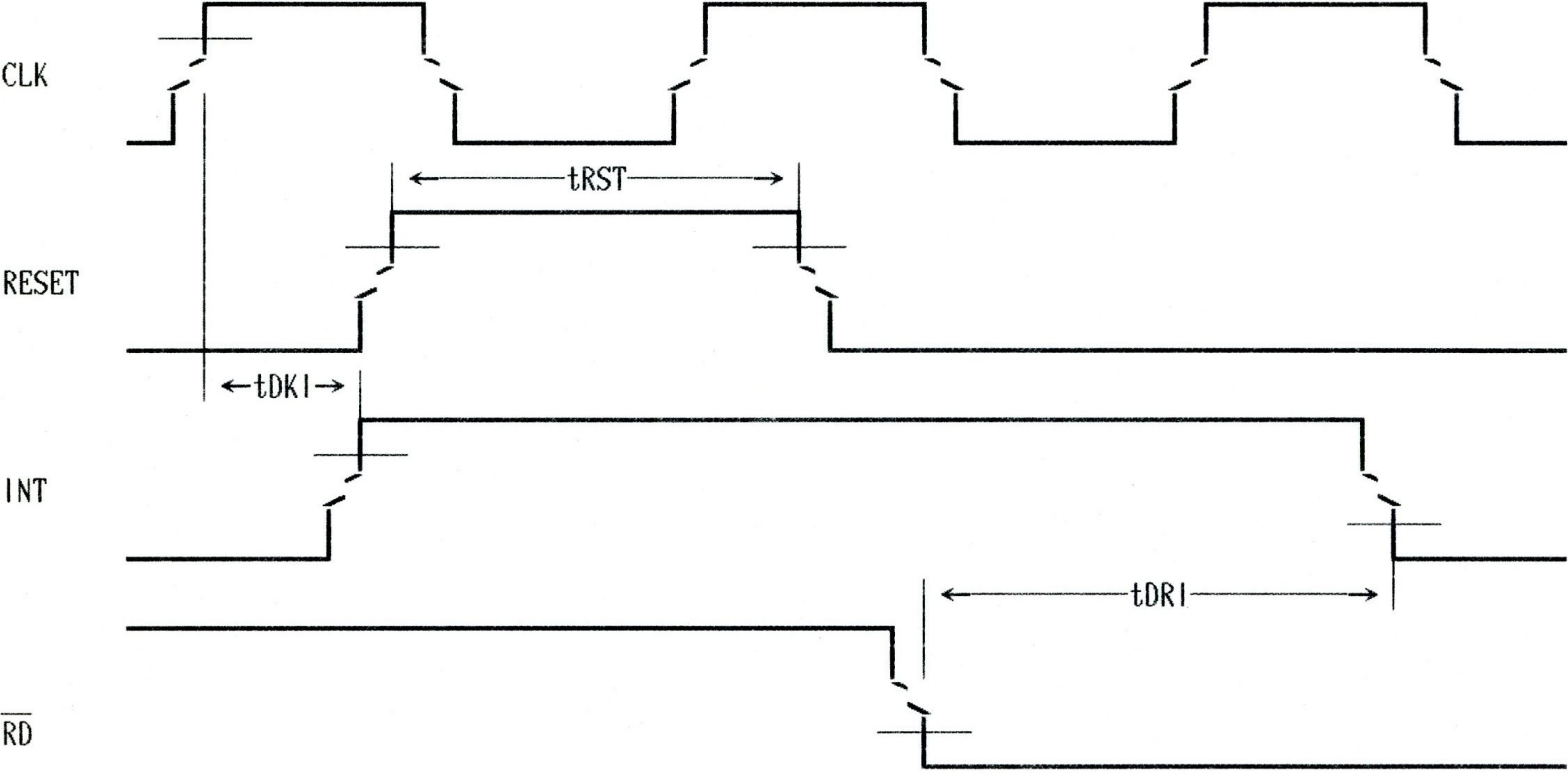 CLK
tRST
RESET
tDKI
INT
tDRI
RD